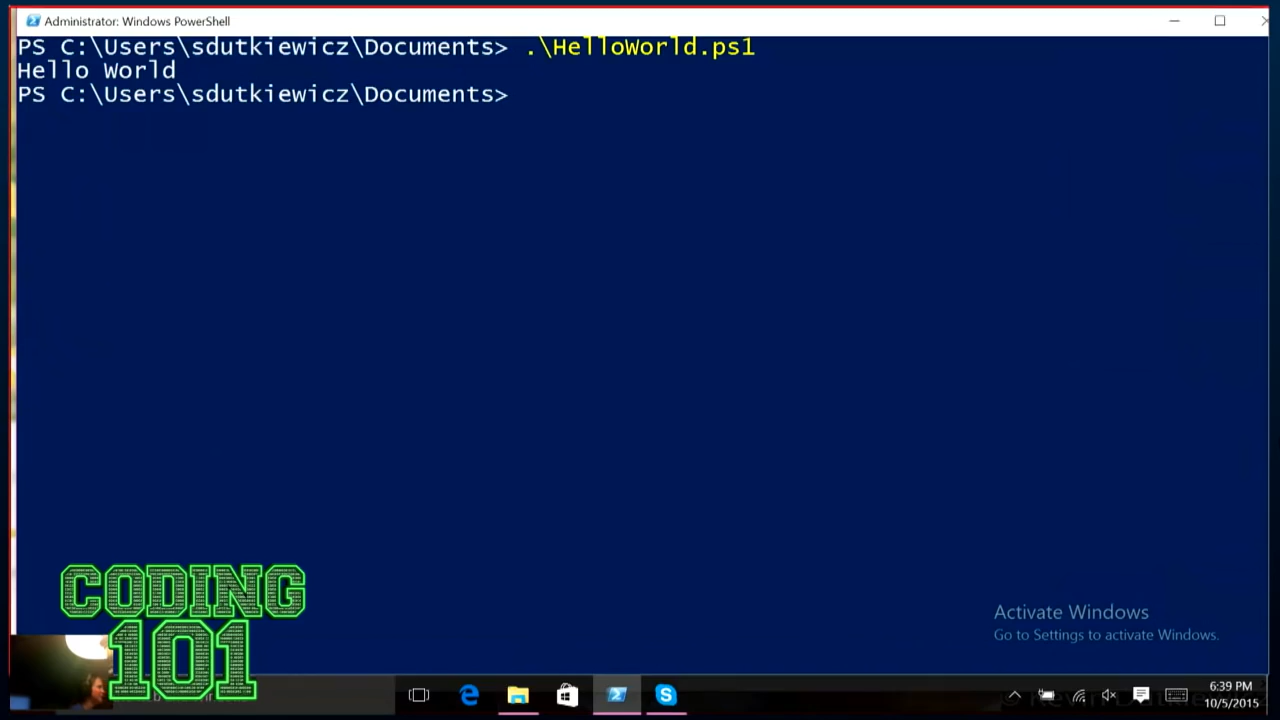 Administrator: Windows PowerShell
PS C:\Users\sdutkiewicz\Documents> .\HelloWorld.ps1
Hello World
PS C:\Users\sdutkiewicz\Documents>
CODING
101
Activate Windows
Go to Settings to activate Windows.
6:39 PM
10/5/2015